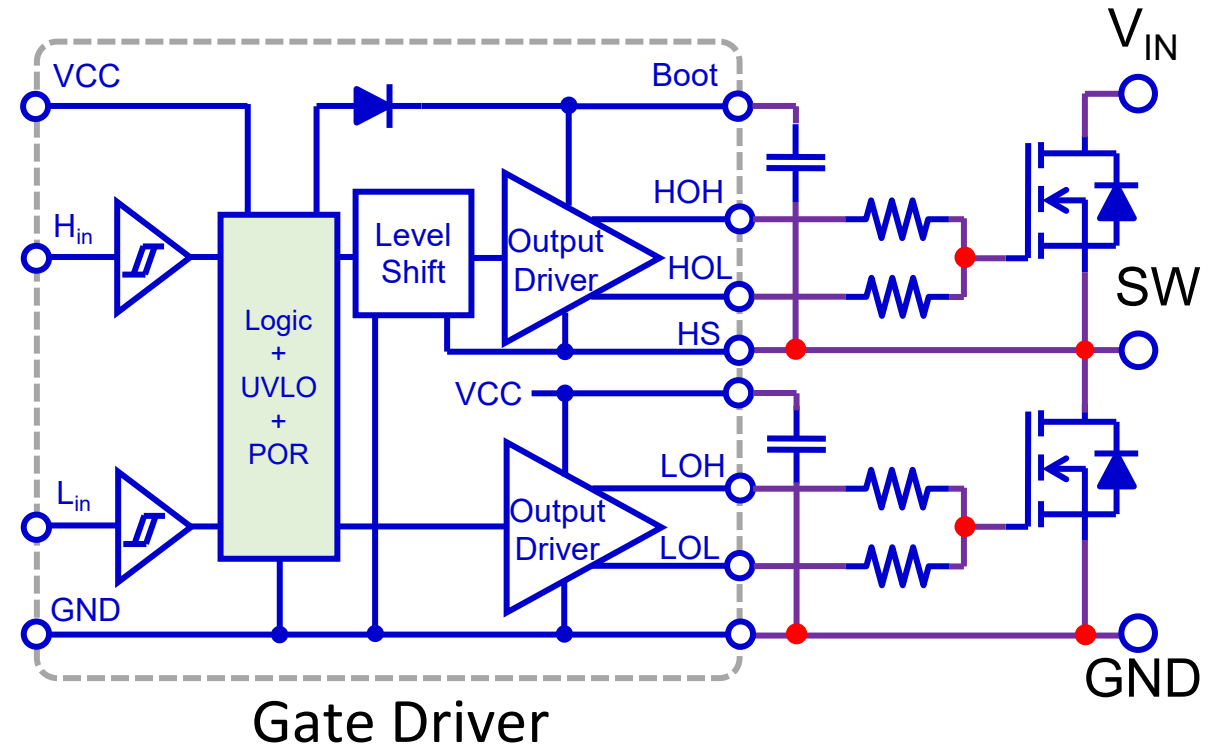 VCC
Boot
V_IN
H_in
Level
Shift
Output
Driver
HOH
HOL
SW
Logic
+
UVLO
+
POR
HS
VCC
L_in
Output
Driver
LOH
LOL
GND
GND
Gate Driver